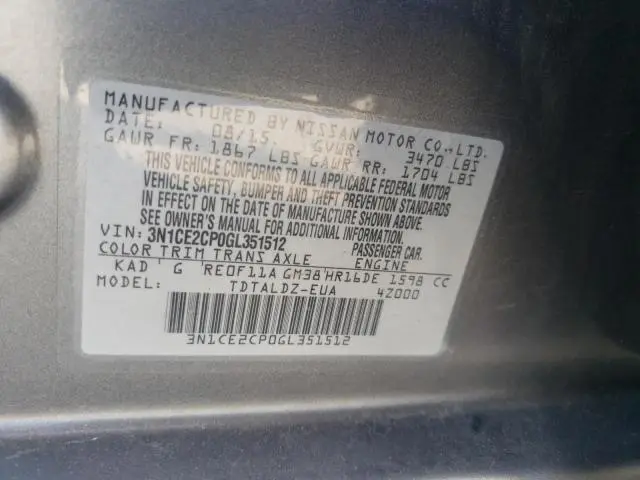 MANUFACTURED BY NISSAN MOTOR CO.,LTD.
DATE: 08/15. GVWR: 3470 LBS
GAWR FR: 1867 LBS GAWR RR: 1704 LBS
THIS VEHICLE CONFORMS TO ALL APPLICABLE FEDERAL MOTOR
VEHICLE SAFETY, BUMPER AND THEFT PREVENTION STANDARDS
IN EFFECT ON THE DATE OF MANUFACTURE SHOWN ABOVE.
SEE OWNER'S MANUAL FOR ADDITIONAL INFORMATION.
VIN: 3N1CE2CP0GL351512 PASSENGER CAR.
COLOR TRIM TRANS AXLE ENGINE
KAD G RE0F11A GM38 HR16DE 1598 CC
MODEL: TDTALDZ-EUA 4Z000
3N1CE2CP0GL351512